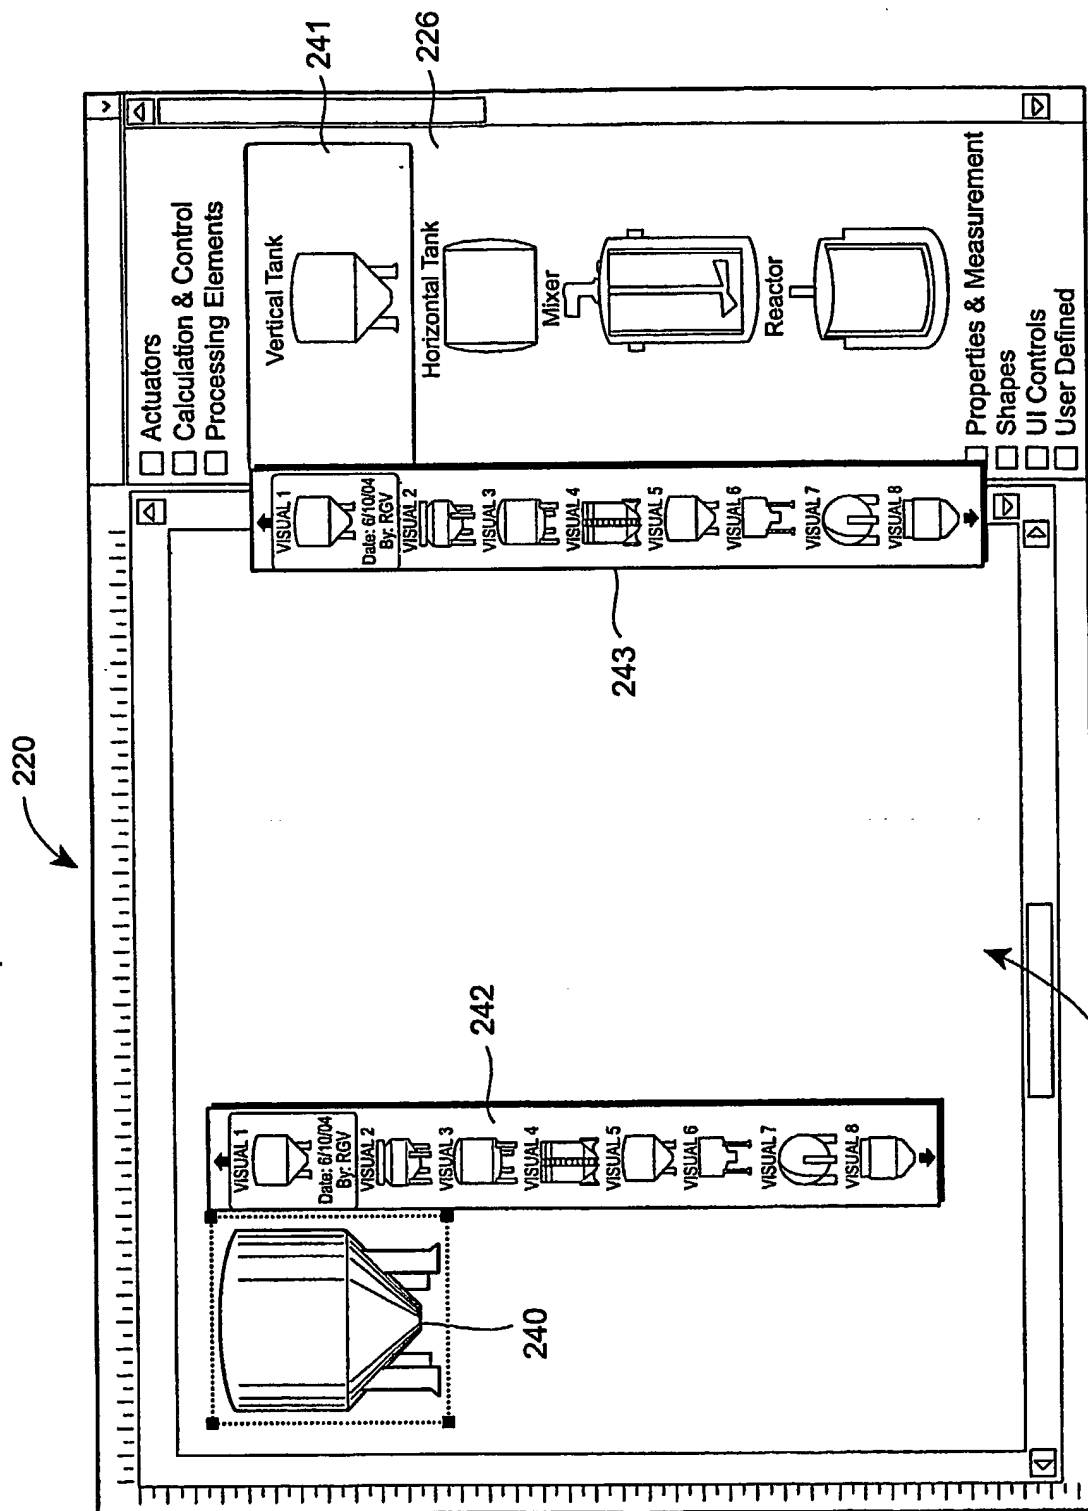 220
241
226
Actuators
Calculation & Control
Processing Elements
Vertical Tank
Horizontal Tank
Mixer
Reactor
Properties & Measurement
Shapes
UI Controls
User Defined
VISUAL 1
Date: 6/10/04
By: RGV
VISUAL 2
VISUAL 3
VISUAL 4
VISUAL 5
VISUAL 6
VISUAL 7
VISUAL 8
243
VISUAL 1
Date: 6/10/04
By: RGV
VISUAL 2
VISUAL 3
VISUAL 4
VISUAL 5
VISUAL 6
VISUAL 7
VISUAL 8
242
240